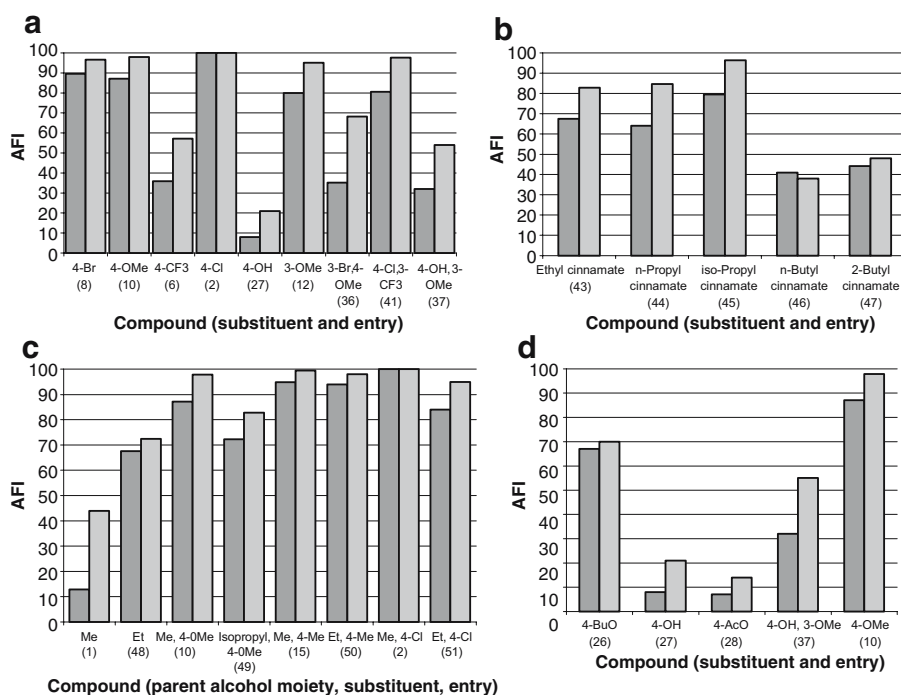 a
AFI
100
90
80
70
60
50
40
30
20
10
0
4-Br
(8)
4-OMe
(10)
4-CF3
(6)
4-Cl
(2)
4-OH
(27)
3-OMe
(12)
3-Br,4-
OMe
(36)
4-Cl,3-
CF3
(41)
4-OH,3-
OMe
(37)
Compound (substituent and entry)
b
AFI
100
90
80
70
60
50
40
30
20
10
0
Ethyl cinnamate
(43)
n-Propyl
cinnamate
(44)
iso-Propyl
cinnamate
(45)
n-Butyl
cinnamate
(46)
2-Butyl
cinnamate
(47)
Compound (substituent and entry)
c
AFI
100
90
80
70
60
50
40
30
20
10
0
Me
(1)
Et
(48)
Me, 4-0Me
(10)
Isopropyl,
4-0Me
(49)
Me, 4-Me
(15)
Et, 4-Me
(50)
Me, 4-Cl
(2)
Et, 4-Cl
(51)
Compound (parent alcohol moiety, substituent, entry)
d
AFI
100
90
80
70
60
50
40
30
20
10
0
4-BuO
(26)
4-OH
(27)
4-AcO
(28)
4-OH, 3-OMe
(37)
4-OMe
(10)
Compound
(substituent and entry)